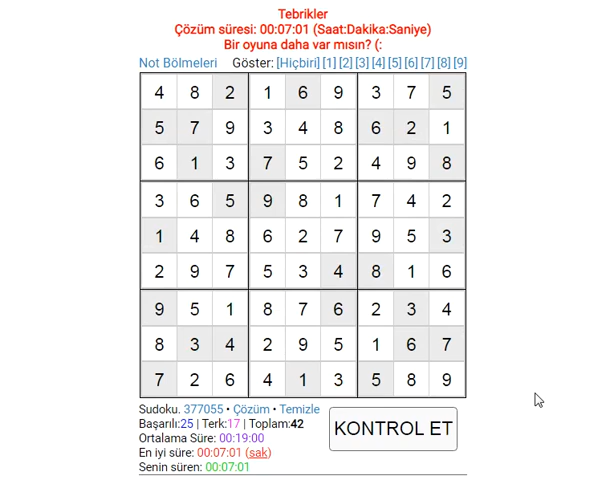 Tebrikler
Çözüm süresi: 00:07:01 (Saat:Dakika:Saniye)
Bir oyuna daha var mısın? (:
Not Bölmeleri Göster: [Hiçbiri] [1] [2] [3] [4] [5] [6] [7] [8] [9]
4 8 2 1 6 9 3 7 5
5 7 9 3 4 8 6 2 1
6 1 3 7 5 2 4 9 8
3 6 5 9 8 1 7 4 2
1 4 8 6 2 7 9 5 3
2 9 7 5 3 4 8 1 6
9 5 1 8 7 6 2 3 4
8 3 4 2 9 5 1 6 7
7 2 6 4 1 3 5 8 9
Sudoku. 377055 • Çözüm • Temizle
Başarılı:25 | Terk:17 | Toplam:42
Ortalama Süre: 00:19:00
En iyi süre: 00:07:01 (sak)
Senin süren: 00:07:01
KONTROL ET